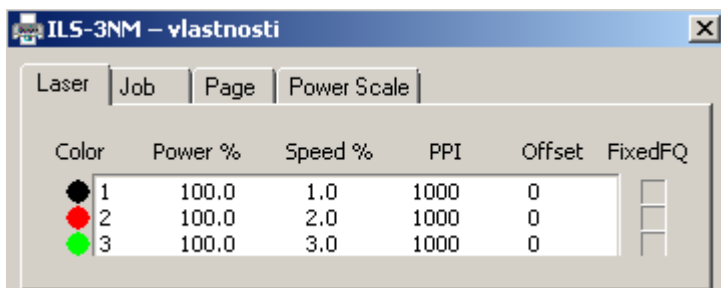 ILS-3NM – vlastnosti
Laser Job Page Power Scale
Color Power % Speed % PPI Offset FixedFQ
1 100.0 1.0 1000 0
2 100.0 2.0 1000 0
3 100.0 3.0 1000 0